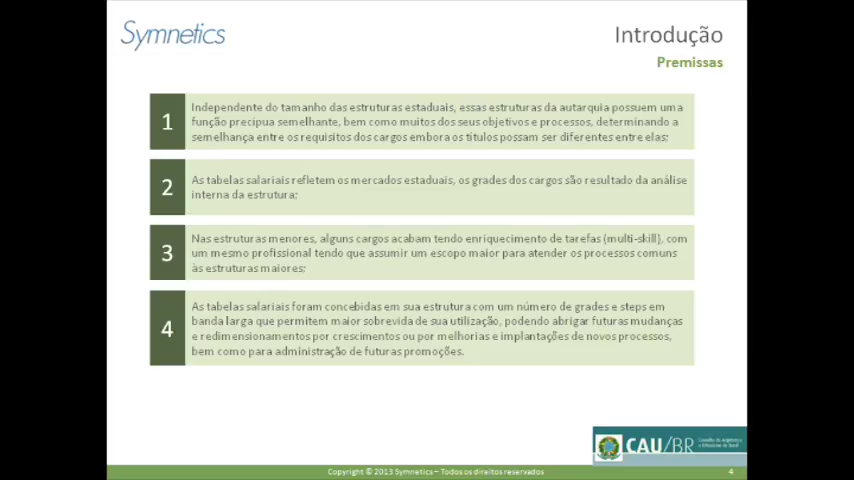 Symnetics
Introdução
Premissas
1
Independente do tamanho das estruturas estaduais, essas estruturas da autarquia possuem uma
função precípua semelhante, bem como muitos dos seus objetivos e processos, determinando a
semelhança entre os requisitos dos cargos embora os títulos possam ser diferentes entre elas;
2
As tabelas salariais refletem os mercados estaduais, os grades dos cargos são resultado da análise
interna da estrutura;
3
Nas estruturas menores, alguns cargos acabam tendo enriquecimento de tarefas (multi-skill), com
um mesmo profissional tendo que assumir um escopo maior para atender os processos comuns
às estruturas maiores;
4
As tabelas salariais foram concebidas em sua estrutura com um número de grades e steps em
banda larga que permitem maior sobrevida de sua utilização, podendo abrigar futuras mudanças
e redimensionamentos por crescimentos ou por melhorias e implantações de novos processos,
bem como para administração de futuras promoções.
CAU/BR
Conselho de Arquitetura
e Urbanismo do Brasil
Copyright © 2013 Symnetics – Todos os direitos reservados
4